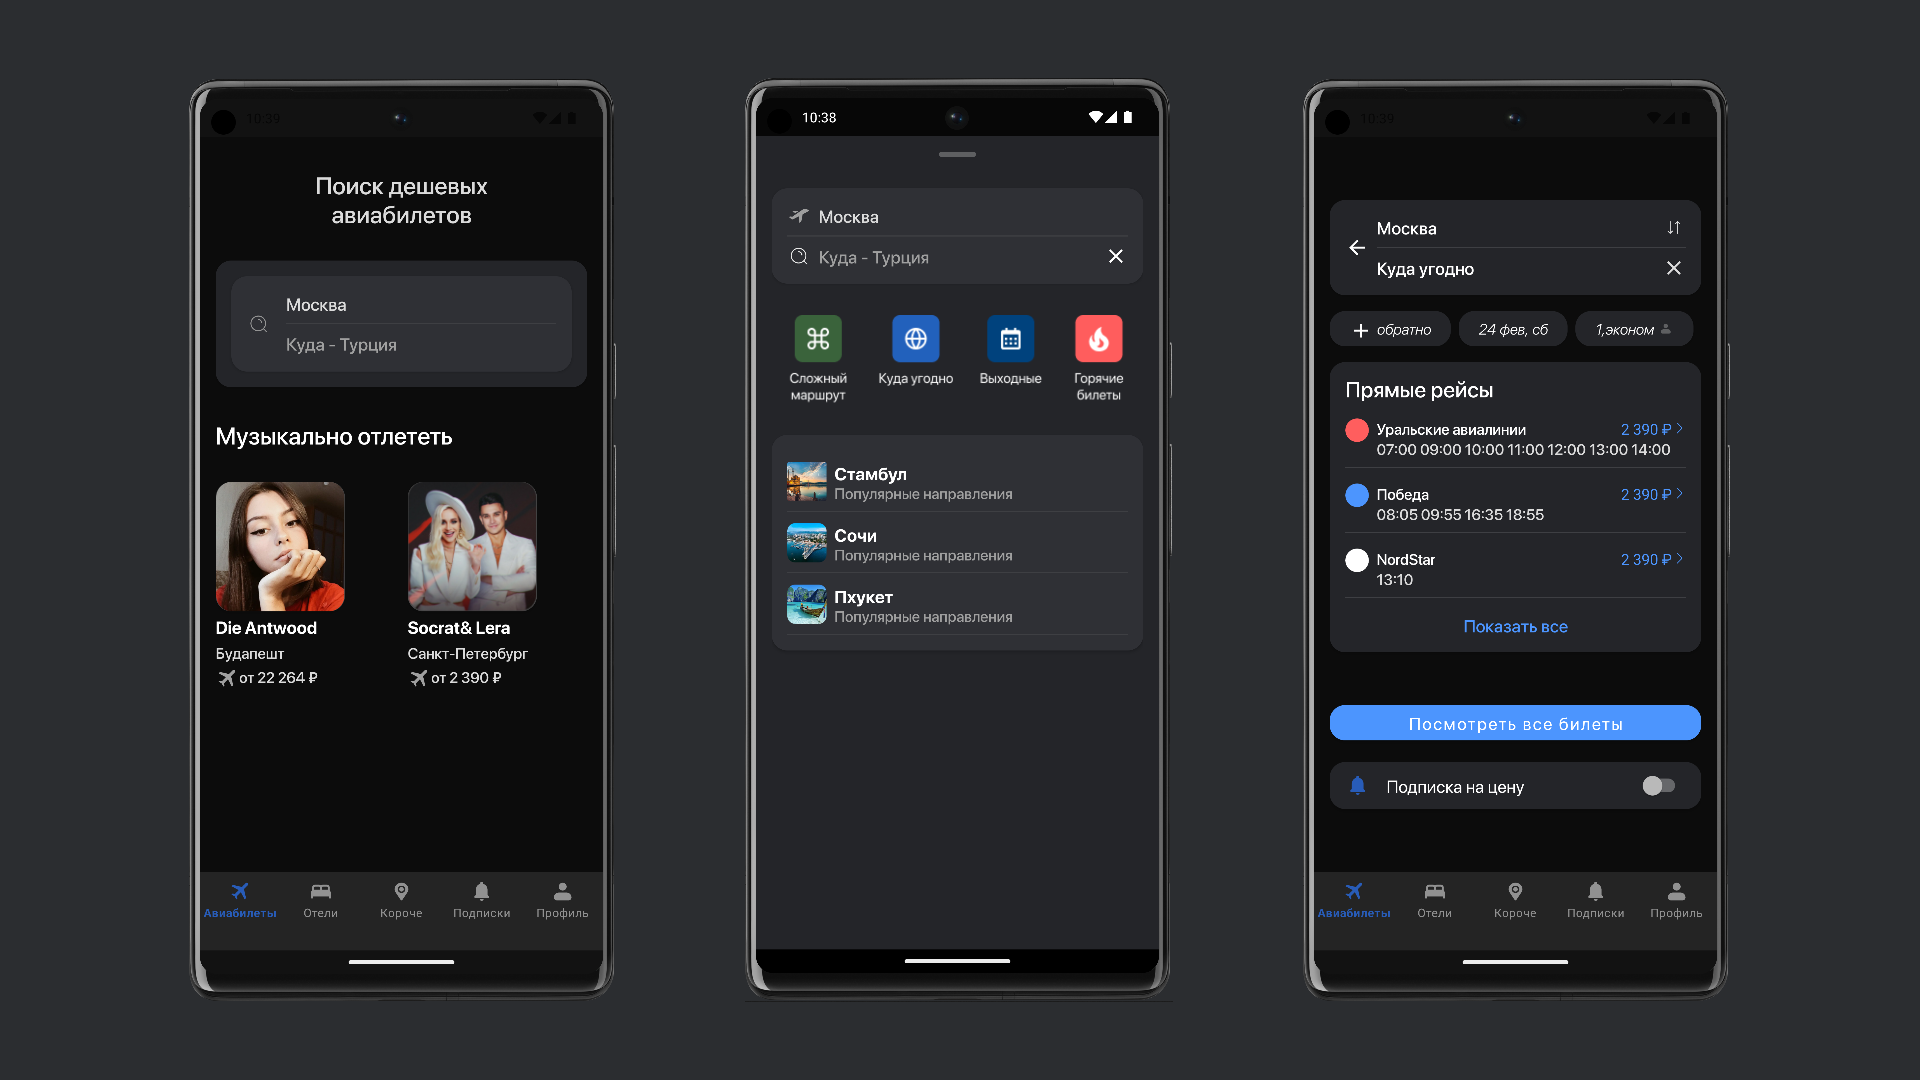 10:39
Поиск дешевых
авиабилетов
Москва
Куда - Турция
Музыкально отлететь
Die Antwood
Будапешт
от 22 264 ₽
Socrat& Lera
Санкт-Петербург
от 2 390 ₽
Авиабилеты
Отели
Короче
Подписки
Профиль
10:38
Москва
Куда - Турция
Сложный
маршрут
Куда угодно
Выходные
Горячие
билеты
Стамбул
Популярные направления
Сочи
Популярные направления
Пхукет
Популярные направления
10:39
Москва
Куда угодно
обратно
24 фев, сб
1,эконом
Прямые рейсы
Уральские авиалинии
2 390 ₽
07:00 09:00 10:00 11:00 12:00 13:00 14:00
Победа
2 390 ₽
08:05 09:55 16:35 18:55
NordStar
2 390 ₽
13:10
Показать все
Посмотреть все билеты
Подписка на цену
Авиабилеты
Отели
Короче
Подписки
Профиль